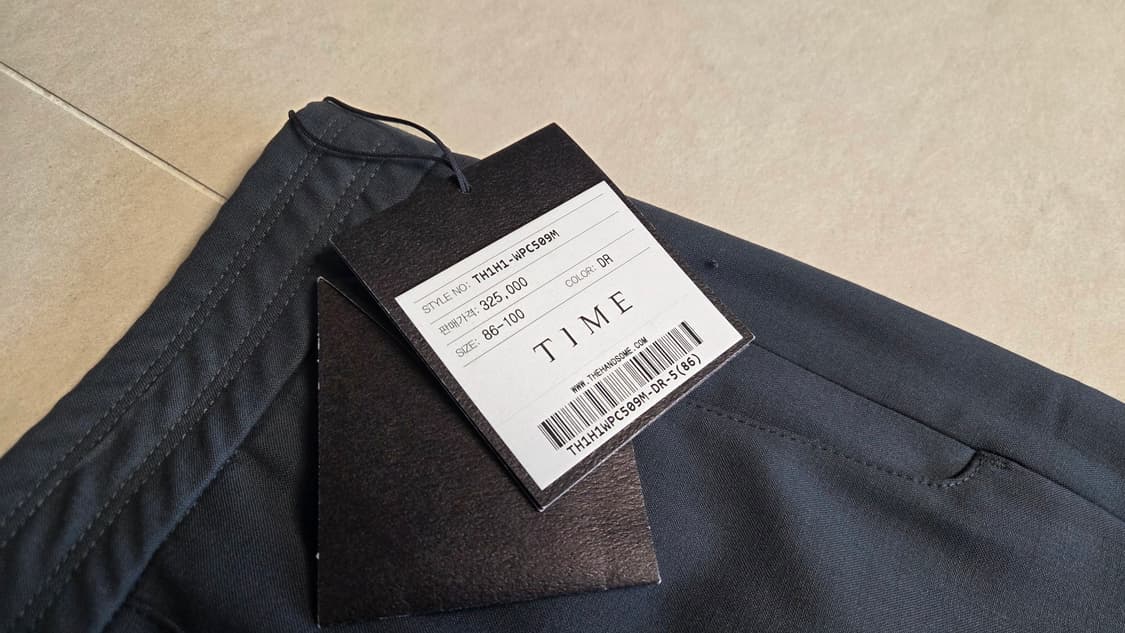 STYLE NO: TH1H1-WPC509M
판매가격: 325,000
SIZE: 86-100 COLOR: DR
TIME
WWW.THEHANDSOME.COM
TH1H1WPC509M-DR-S(86)